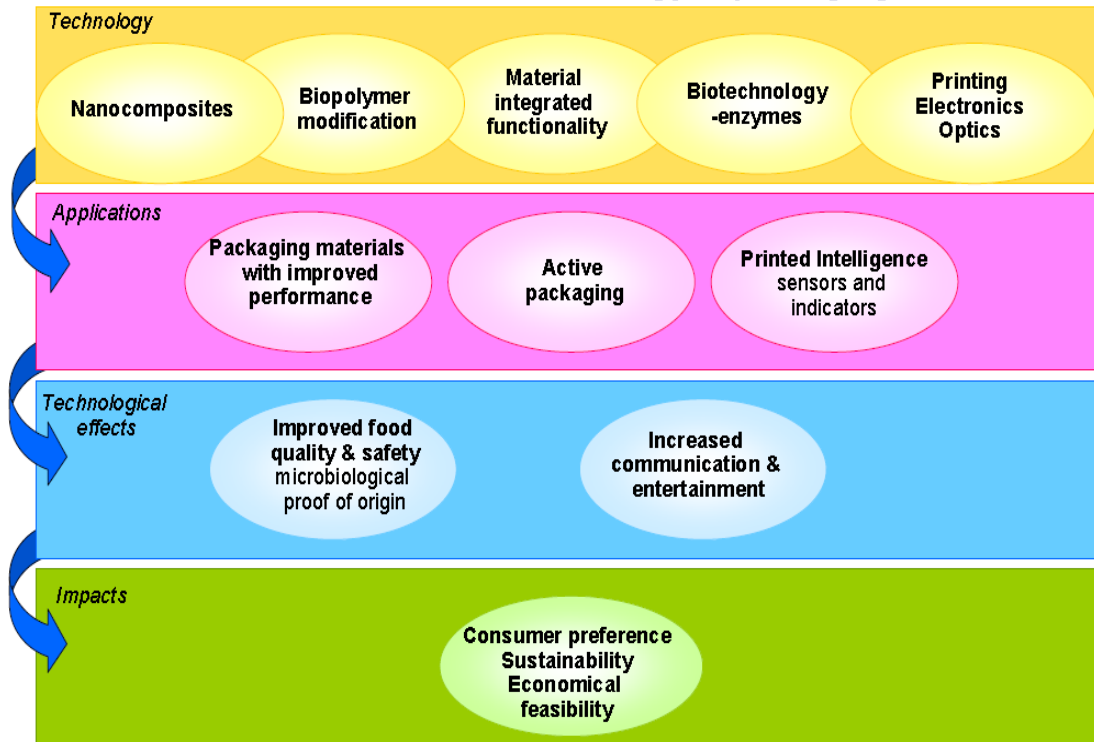 Technology
Nanocomposites
Biopolymer
modification
Material
integrated
functionality
Biotechnology
-enzymes
Printing
Electronics
Optics
Applications
Packaging materials
with improved
performance
Active
packaging
Printed Intelligence
sensors and
indicators
Technological
effects
Improved food
quality & safety
microbiological
proof of origin
Increased
communication &
entertainment
Impacts
Consumer preference
Sustainability
Economical
feasibility